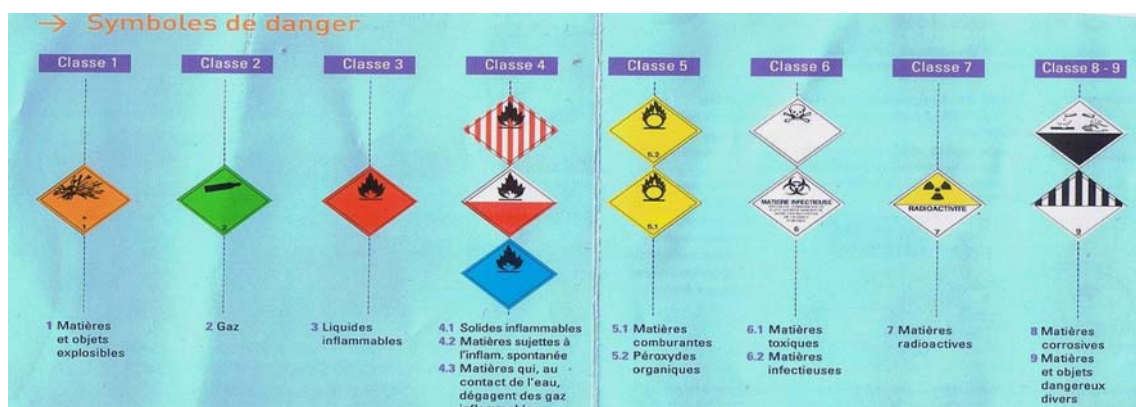 → Symboles de danger
Classe 1
Classe 2
Classe 3
Classe 4
Classe 5
Classe 6
Classe 7
Classe 8 - 9
1
2
5.2
5.1
MATIÈRE INFECTIEUSE
6
RADIOACTIVITÉ
7
9
1 Matières
et objets
explosibles
2 Gaz
3 Liquides
inflammables
4.1 Solides inflammables
4.2 Matières sujettes à
l'inflam. spontanée
4.3 Matières qui, au
contact de l'eau,
dégagent des gaz
5.1 Matières
comburantes
5.2 Péroxydes
organiques
6.1 Matières
toxiques
6.2 Matières
infectieuses
7 Matières
radioactives
8 Matières
corrosives
9 Matières
et objets
dangereux
divers